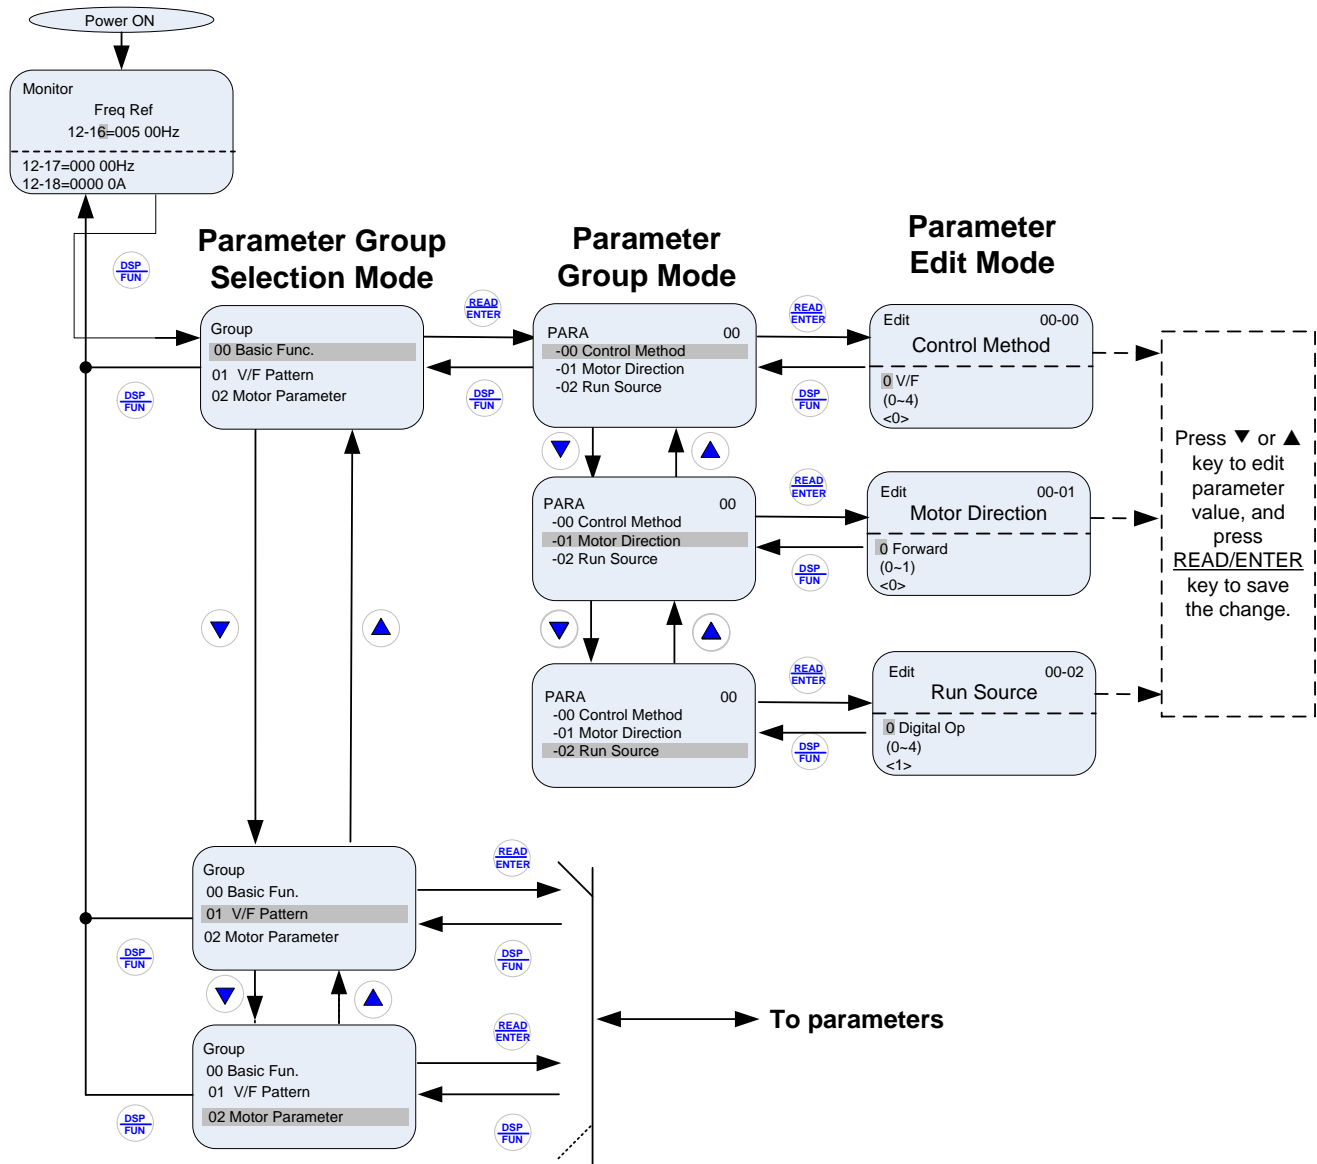 Power ON
Monitor
Freq Ref
12-16=005 00Hz
12-17=000 00Hz
12-18=0000 0A
DSP
FUN
Parameter Group
Selection Mode
Parameter
Group Mode
Parameter
Edit Mode
Group
00 Basic Func.
01 V/F Pattern
02 Motor Parameter
DSP
FUN
READ
ENTER
DSP
FUN
PARA 00
-00 Control Method
-01 Motor Direction
-02 Run Source
READ
ENTER
DSP
FUN
Edit 00-00
Control Method
0 V/F
(0~4)
<0>
▼
▲
PARA 00
-00 Control Method
-01 Motor Direction
-02 Run Source
READ
ENTER
DSP
FUN
Edit 00-01
Motor Direction
0 Forward
(0~1)
<0>
▼
▲
▼
▲
PARA 00
-00 Control Method
-01 Motor Direction
-02 Run Source
READ
ENTER
DSP
FUN
Edit 00-02
Run Source
0 Digital Op
(0~4)
<1>
Press ▼ or ▲
key to edit
parameter
value, and
press
READ/ENTER
key to save
the change.
Group
00 Basic Fun.
01 V/F Pattern
02 Motor Parameter
READ
ENTER
DSP
FUN
DSP
FUN
▼
▲
Group
00 Basic Fun.
01 V/F Pattern
02 Motor Parameter
READ
ENTER
DSP
FUN
DSP
FUN
To parameters